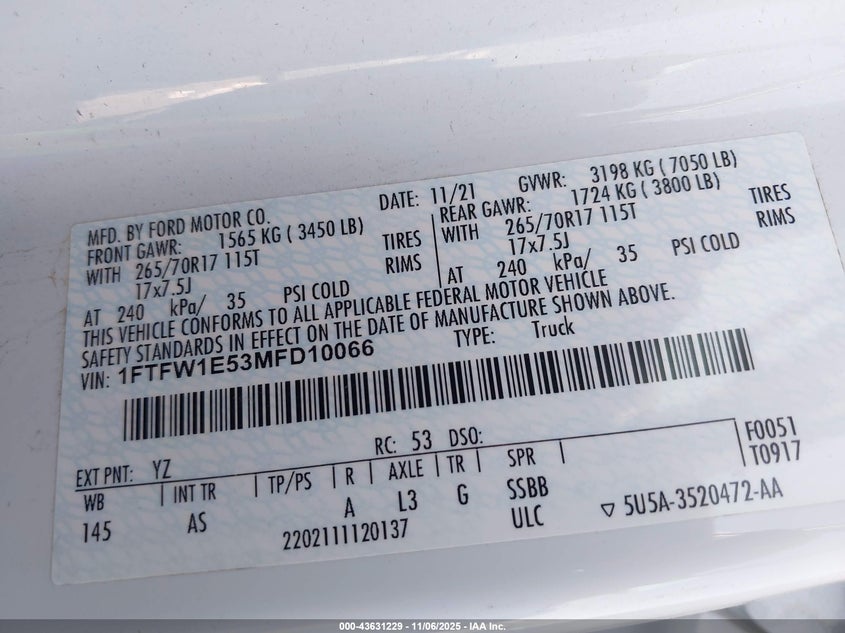 MFD. BY FORD MOTOR CO.
DATE: 11/21 GVWR: 3198 KG ( 7050 LB)
FRONT GAWR: 1565 KG ( 3450 LB)
REAR GAWR: 1724 KG ( 3800 LB)
WITH 265/70R17 115T TIRES
WITH 265/70R17 115T TIRES
17x7.5J RIMS
17x7.5J RIMS
AT 240 kPa/ 35 PSI COLD
AT 240 kPa/ 35 PSI COLD
THIS VEHICLE CONFORMS TO ALL APPLICABLE FEDERAL MOTOR VEHICLE
SAFETY STANDARDS IN EFFECT ON THE DATE OF MANUFACTURE SHOWN ABOVE.
VIN: 1FTFW1E53MFD10066 TYPE: Truck
F0051
T0917
EXT PNT: YZ RC: 53 DSO:
WB INT TR TP/PS R AXLE TR SPR
145 AS A L3 G SSBB
2202111120137 ULC ▽ 5U5A-3520472-AA
000-43631229 - 11/06/2025 - IAA Inc.